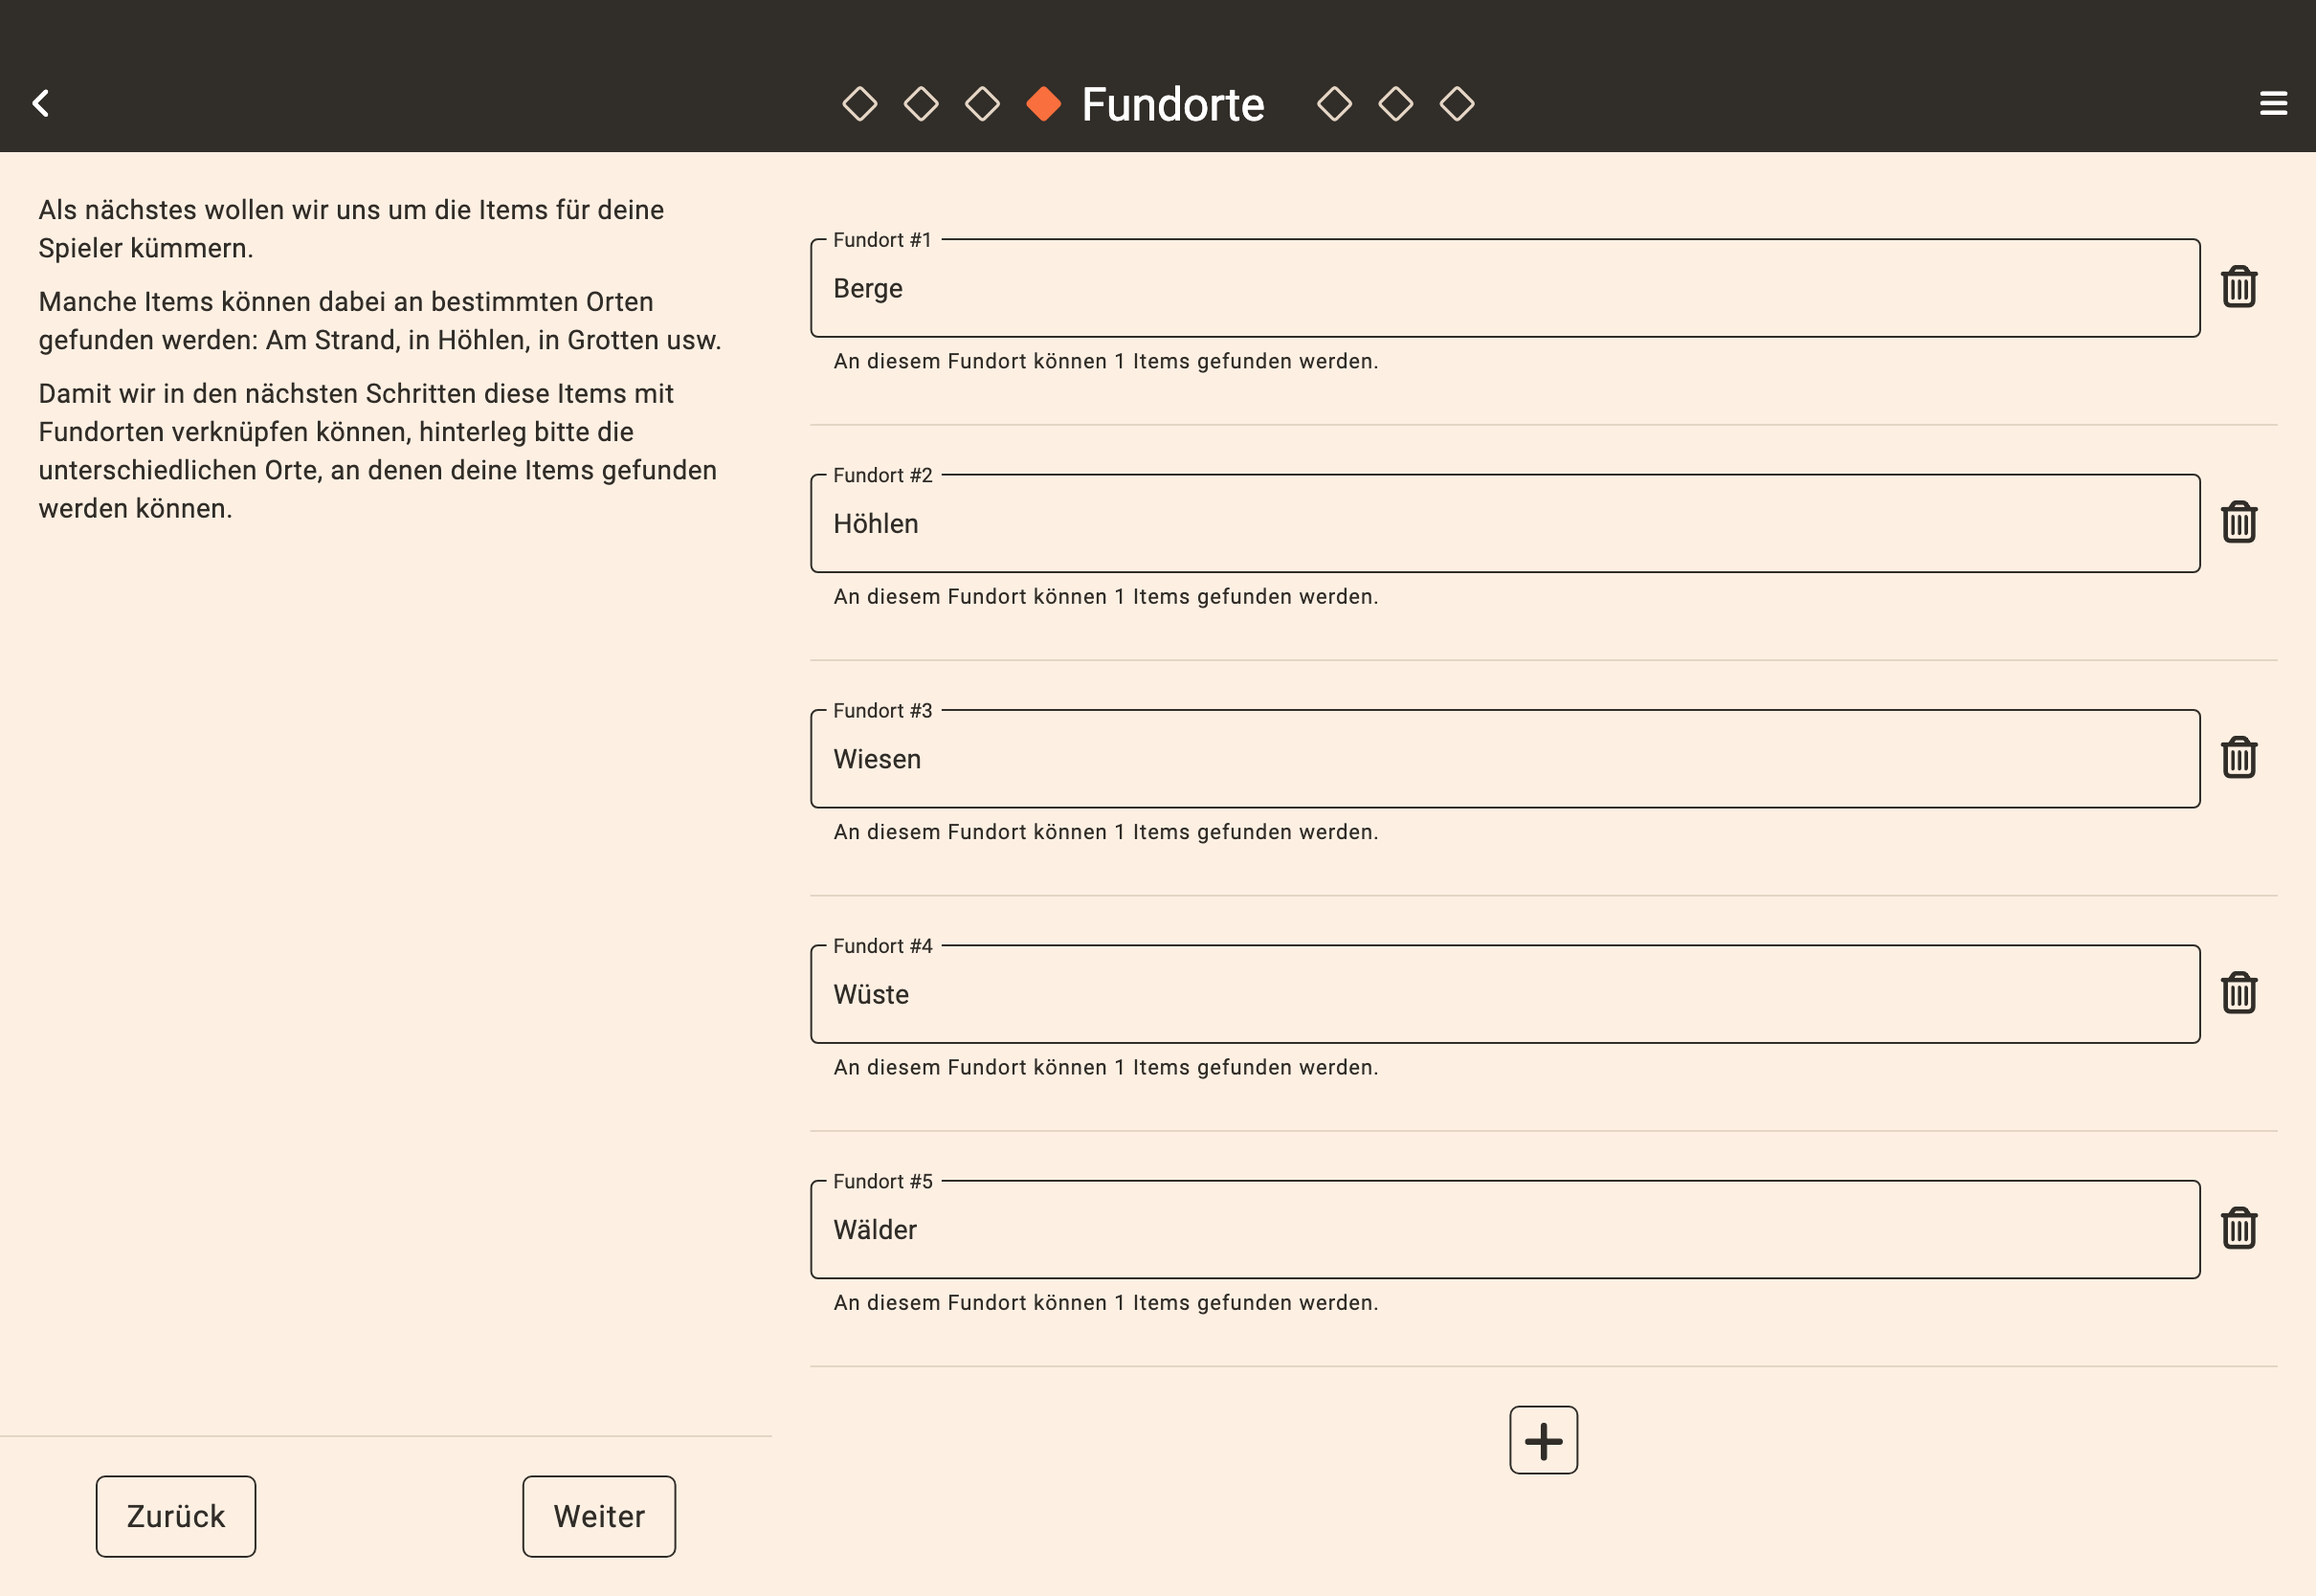 Fundorte
Als nächstes wollen wir uns um die Items für deine
Spieler kümmern.
Manche Items können dabei an bestimmten Orten
gefunden werden: Am Strand, in Höhlen, in Grotten usw.
Damit wir in den nächsten Schritten diese Items mit
Fundorten verknüpfen können, hinterleg bitte die
unterschiedlichen Orte, an denen deine Items gefunden
werden können.
Zurück
Weiter
Fundort #1
Berge
An diesem Fundort können 1 Items gefunden werden.
Fundort #2
Höhlen
An diesem Fundort können 1 Items gefunden werden.
Fundort #3
Wiesen
An diesem Fundort können 1 Items gefunden werden.
Fundort #4
Wüste
An diesem Fundort können 1 Items gefunden werden.
Fundort #5
Wälder
An diesem Fundort können 1 Items gefunden werden.